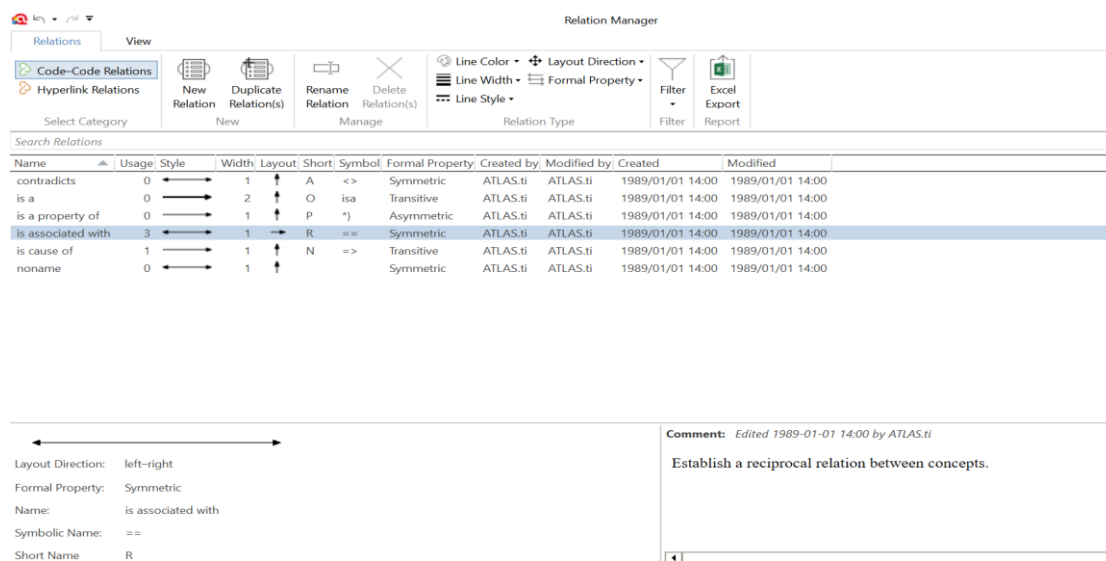 Relation Manager
Relations View
Code–Code Relations
Hyperlink Relations
Select Category
New Relation
Duplicate Relation(s)
New
Rename Relation
Delete Relation(s)
Manage
Line Color
Layout Direction
Line Width
Formal Property
Line Style
Relation Type
Filter
Filter
Excel Export
Report
Search Relations
Name Usage Style Width Layout Short Symbol Formal Property Created by Modified by Created Modified
contradicts 0 1 A <> Symmetric ATLAS.ti ATLAS.ti 1989/01/01 14:00 1989/01/01 14:00
is a 0 2 O isa Transitive ATLAS.ti ATLAS.ti 1989/01/01 14:00 1989/01/01 14:00
is a property of 0 1 P *} Asymmetric ATLAS.ti ATLAS.ti 1989/01/01 14:00 1989/01/01 14:00
is associated with 3 1 R == Symmetric ATLAS.ti ATLAS.ti 1989/01/01 14:00 1989/01/01 14:00
is cause of 1 1 N => Transitive ATLAS.ti ATLAS.ti 1989/01/01 14:00 1989/01/01 14:00
noname 0 1 Symmetric ATLAS.ti ATLAS.ti 1989/01/01 14:00 1989/01/01 14:00
Layout Direction: left–right
Formal Property: Symmetric
Name: is associated with
Symbolic Name: ==
Short Name R
Comment: Edited 1989-01-01 14:00 by ATLAS.ti
Establish a reciprocal relation between concepts.